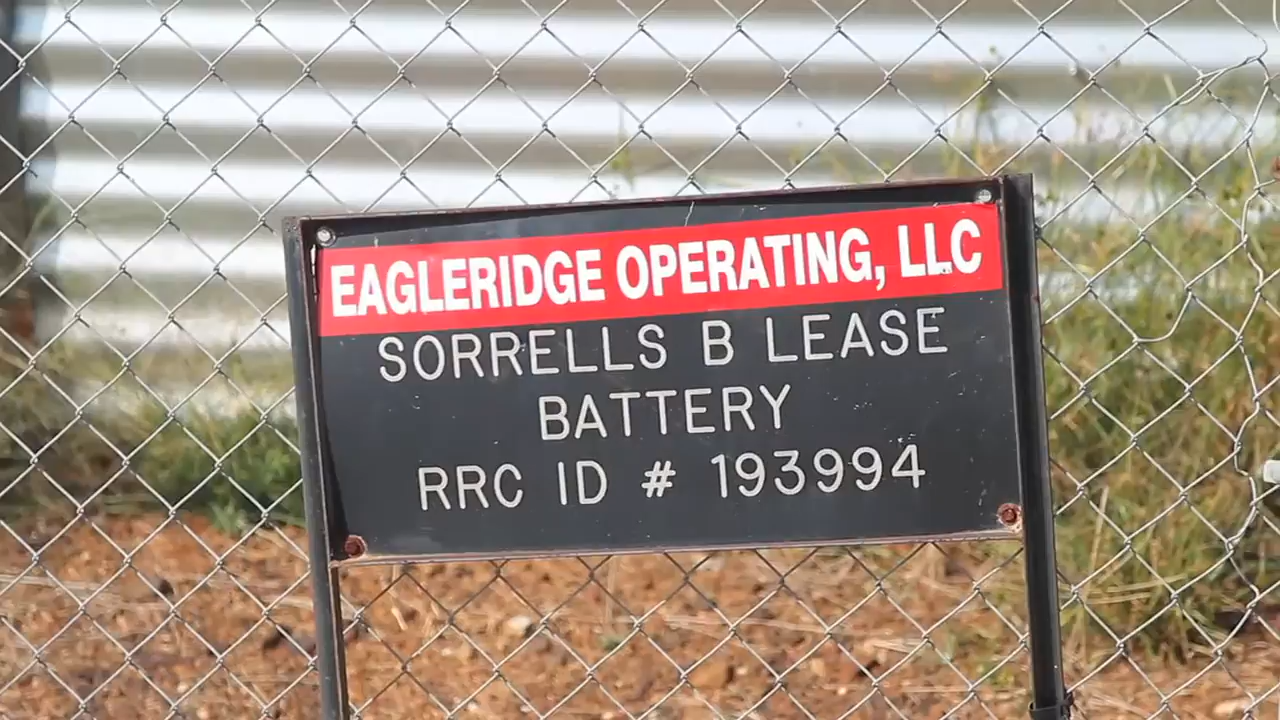 EAGLERIDGE OPERATING, LLC
SORRELLS B LEASE
BATTERY
RRC ID # 193994